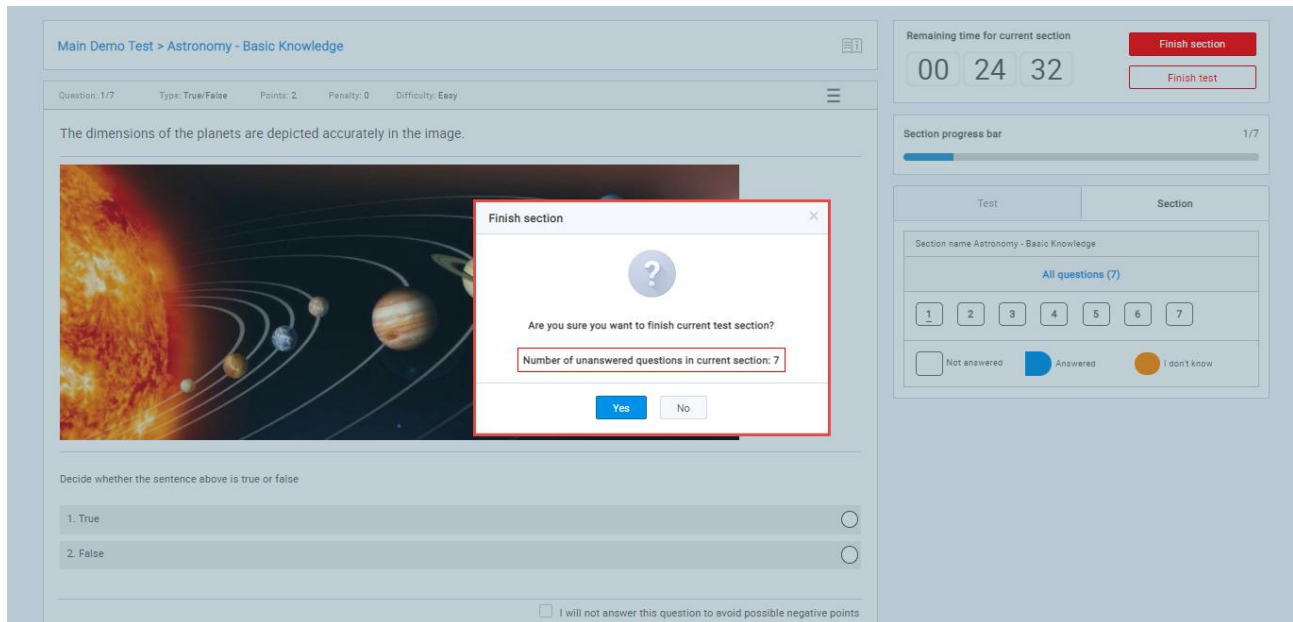 Main Demo Test > Astronomy - Basic Knowledge
Question: 1/7 Type: True/False Points: 2 Penalty: 0 Difficulty: Easy
The dimensions of the planets are depicted accurately in the image.
Decide whether the sentence above is true or false
1. True
2. False
I will not answer this question to avoid possible negative points
Finish section
Are you sure you want to finish current test section?
Number of unanswered questions in current section: 7
Yes No
Remaining time for current section
00 24 32
Finish section
Finish test
Section progress bar 1/7
Test Section
Section name Astronomy - Basic Knowledge
All questions (7)
1 2 3 4 5 6 7
Not answered Answered I don't know